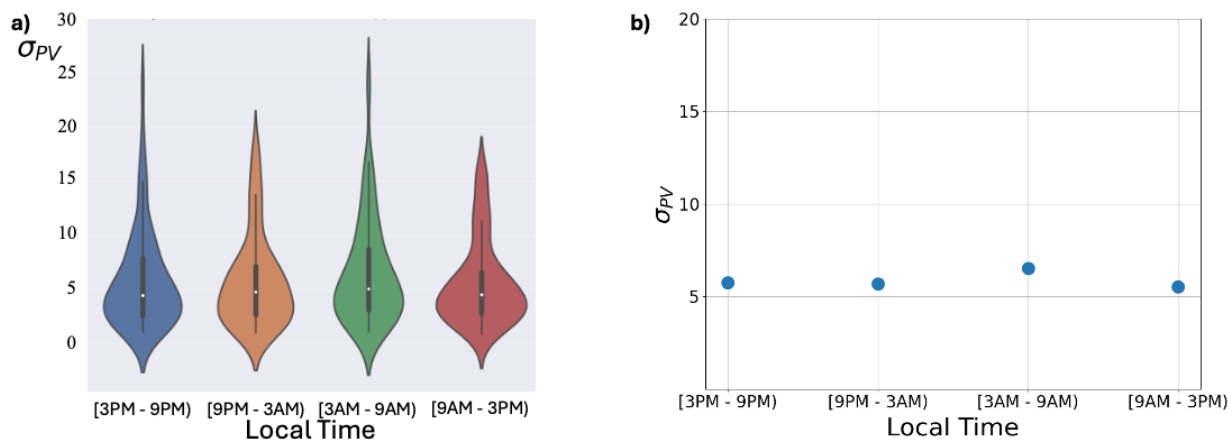 a)
σPV
30
25
20
15
10
5
0
[3PM - 9PM) [9PM - 3AM) [3AM - 9AM) [9AM - 3PM)
Local Time
b)
σPV
20
15
10
5
[3PM - 9PM) [9PM - 3AM) [3AM - 9AM) [9AM - 3PM)
Local Time